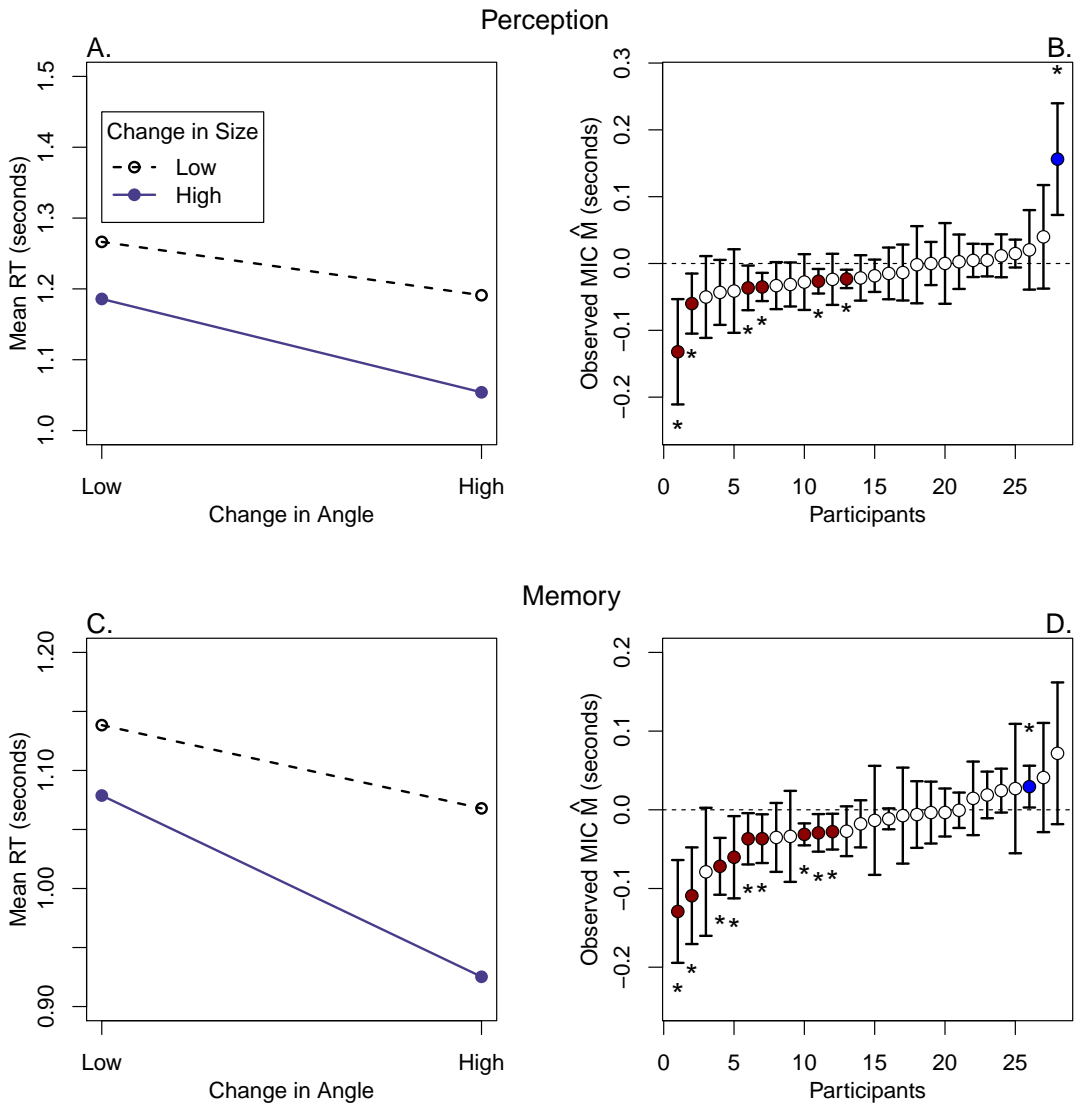 Perception
A.
1.5
1.4
1.3
1.2
1.1
1.0
Mean RT (seconds)
Change in Size
Low
High
Low
High
Change in Angle
B.
0.3
0.2
0.1
0.0
−0.1
−0.2
Observed MIC M̂ (seconds)
*
*
*
*
*
*
*
0
5
10
15
20
25
Participants
Memory
C.
1.20
1.10
1.00
0.90
Mean RT (seconds)
Low
High
Change in Angle
D.
0.2
0.1
0.0
−0.1
−0.2
Observed MIC M̂ (seconds)
*
*
*
*
*
*
*
*
*
*
0
5
10
15
20
25
Participants